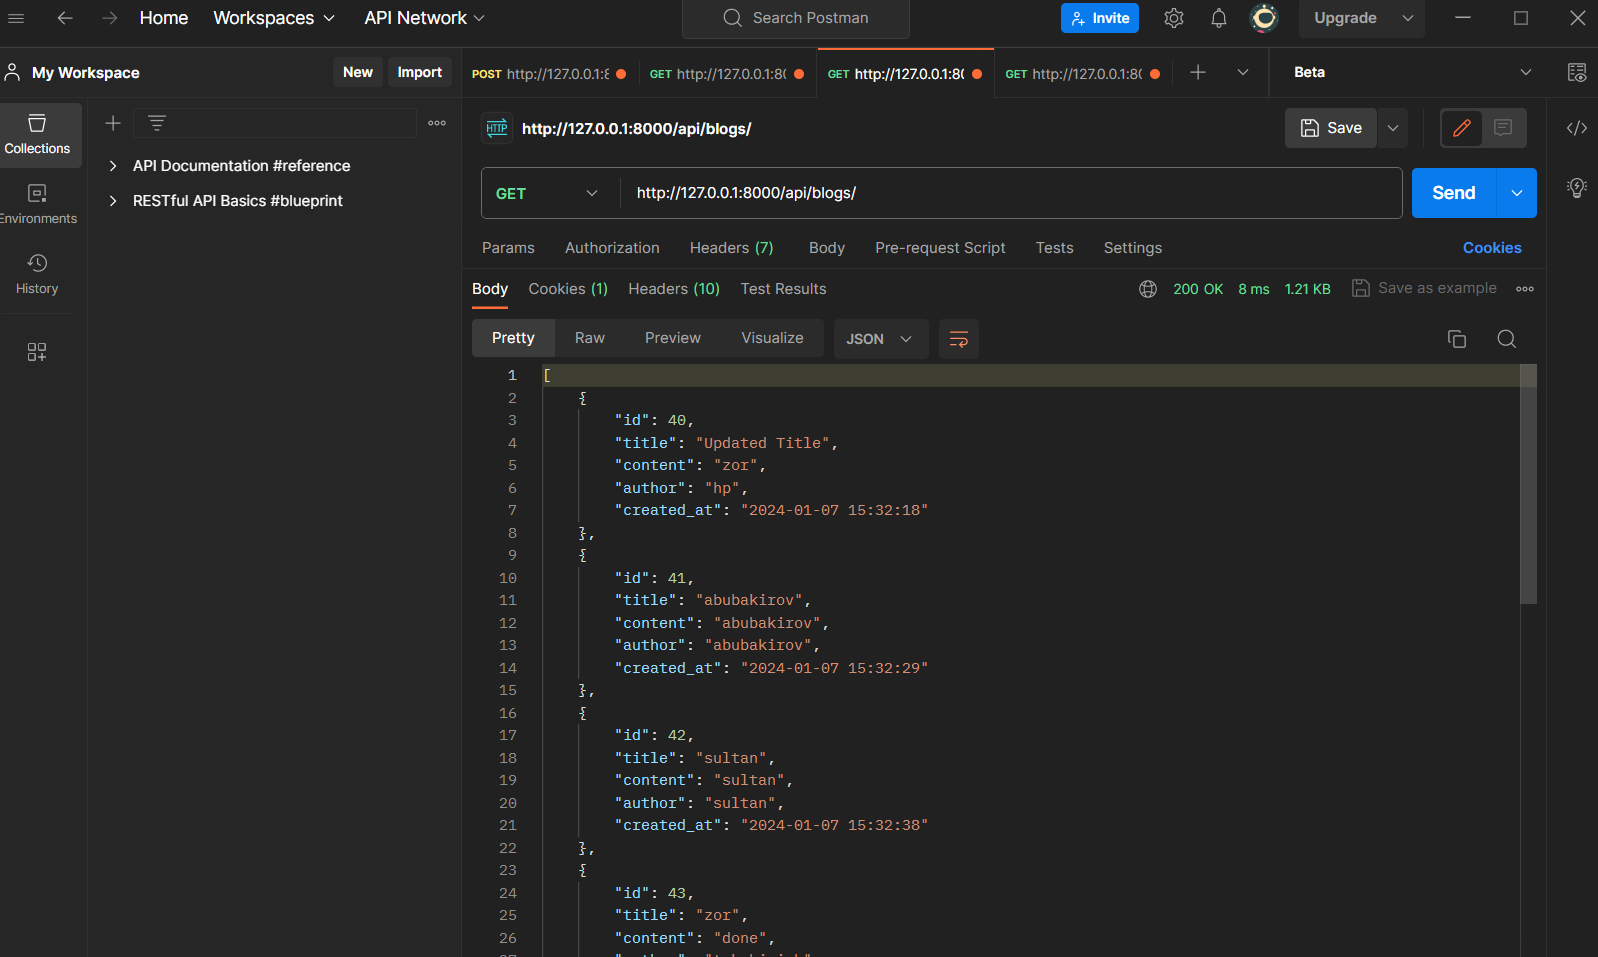 Home Workspaces API Network Search Postman Invite Upgrade
My Workspace New Import POST http://127.0.0.1:8 GET http://127.0.0.1:80 GET http://127.0.0.1:80 GET http://127.0.0.1:80 Beta
Collections
Environments
History
API Documentation #reference
RESTful API Basics #blueprint
HTTP http://127.0.0.1:8000/api/blogs/ Save
GET http://127.0.0.1:8000/api/blogs/ Send
Params Authorization Headers (7) Body Pre-request Script Tests Settings Cookies
Body Cookies (1) Headers (10) Test Results 200 OK 8 ms 1.21 KB Save as example
Pretty Raw Preview Visualize JSON
1 [
2 {
3 "id": 40,
4 "title": "Updated Title",
5 "content": "zor",
6 "author": "hp",
7 "created_at": "2024-01-07 15:32:18"
8 },
9 {
10 "id": 41,
11 "title": "abubakirov",
12 "content": "abubakirov",
13 "author": "abubakirov",
14 "created_at": "2024-01-07 15:32:29"
15 },
16 {
17 "id": 42,
18 "title": "sultan",
19 "content": "sultan",
20 "author": "sultan",
21 "created_at": "2024-01-07 15:32:38"
22 },
23 {
24 "id": 43,
25 "title": "zor",
26 "content": "done",